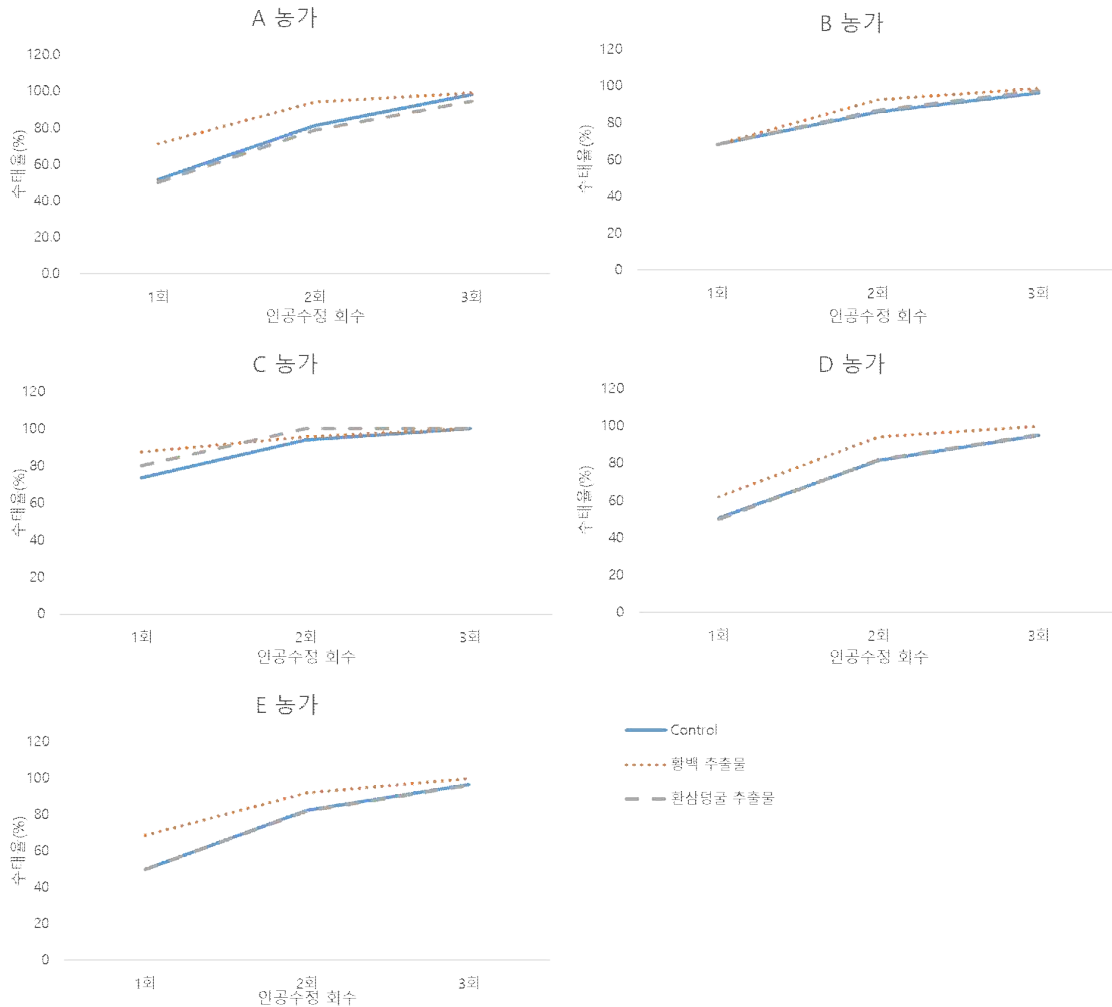 A 농가
120.0
100.0
80.0
60.0
40.0
20.0
0.0
수태율(%)
1회 2회 3회
인공수정 회수
B 농가
120
100
80
60
40
20
0
수태율(%)
1회 2회 3회
인공수정 회수
C 농가
120
100
80
60
40
20
0
수태율(%)
1회 2회 3회
인공수정 회수
D 농가
120
100
80
60
40
20
0
수태율(%)
1회 2회 3회
인공수정 회수
E 농가
120
100
80
60
40
20
0
수태율(%)
1회 2회 3회
인공수정 회수
Control
황백 추출물
환삼덩굴 추출물